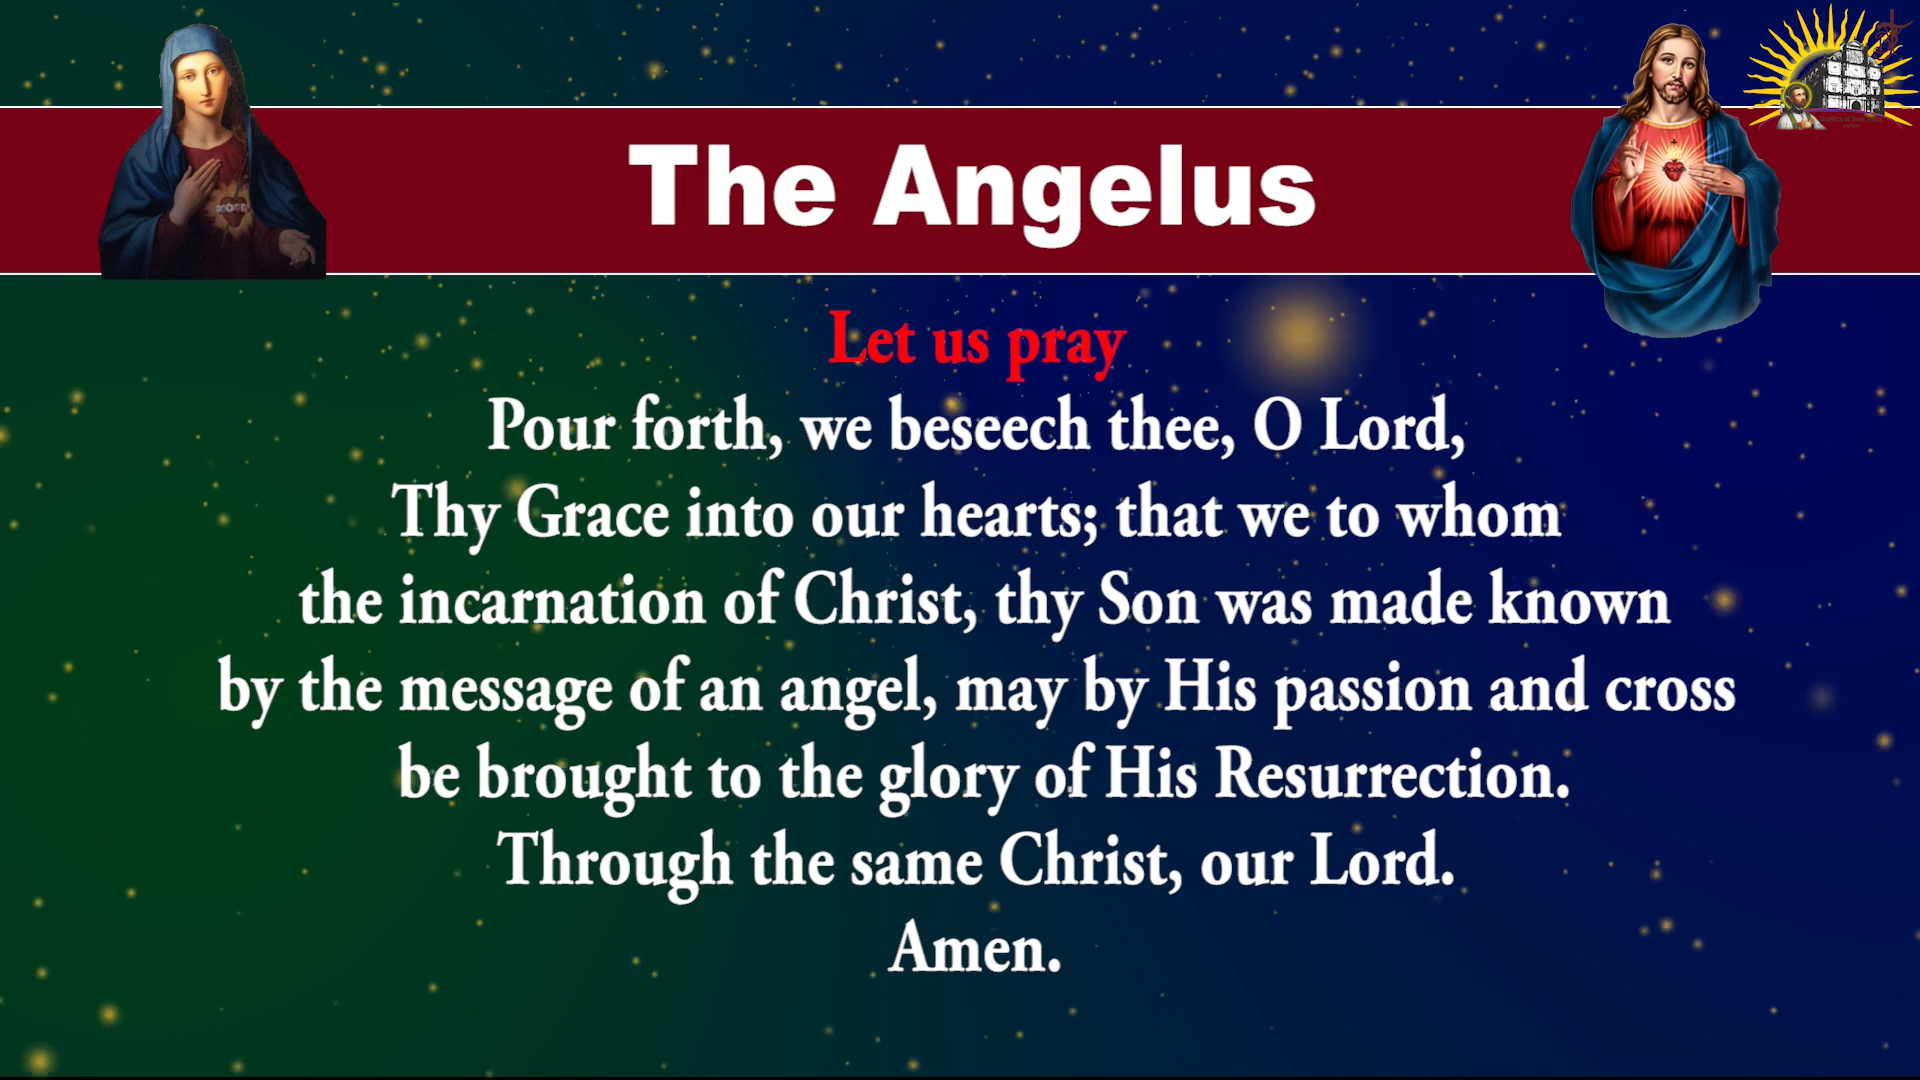 The Angelus
Let us pray
Pour forth, we beseech thee, O Lord,
Thy Grace into our hearts; that we to whom
the incarnation of Christ, thy Son was made known
by the message of an angel, may by His passion and cross
be brought to the glory of His Resurrection.
Through the same Christ, our Lord.
Amen.